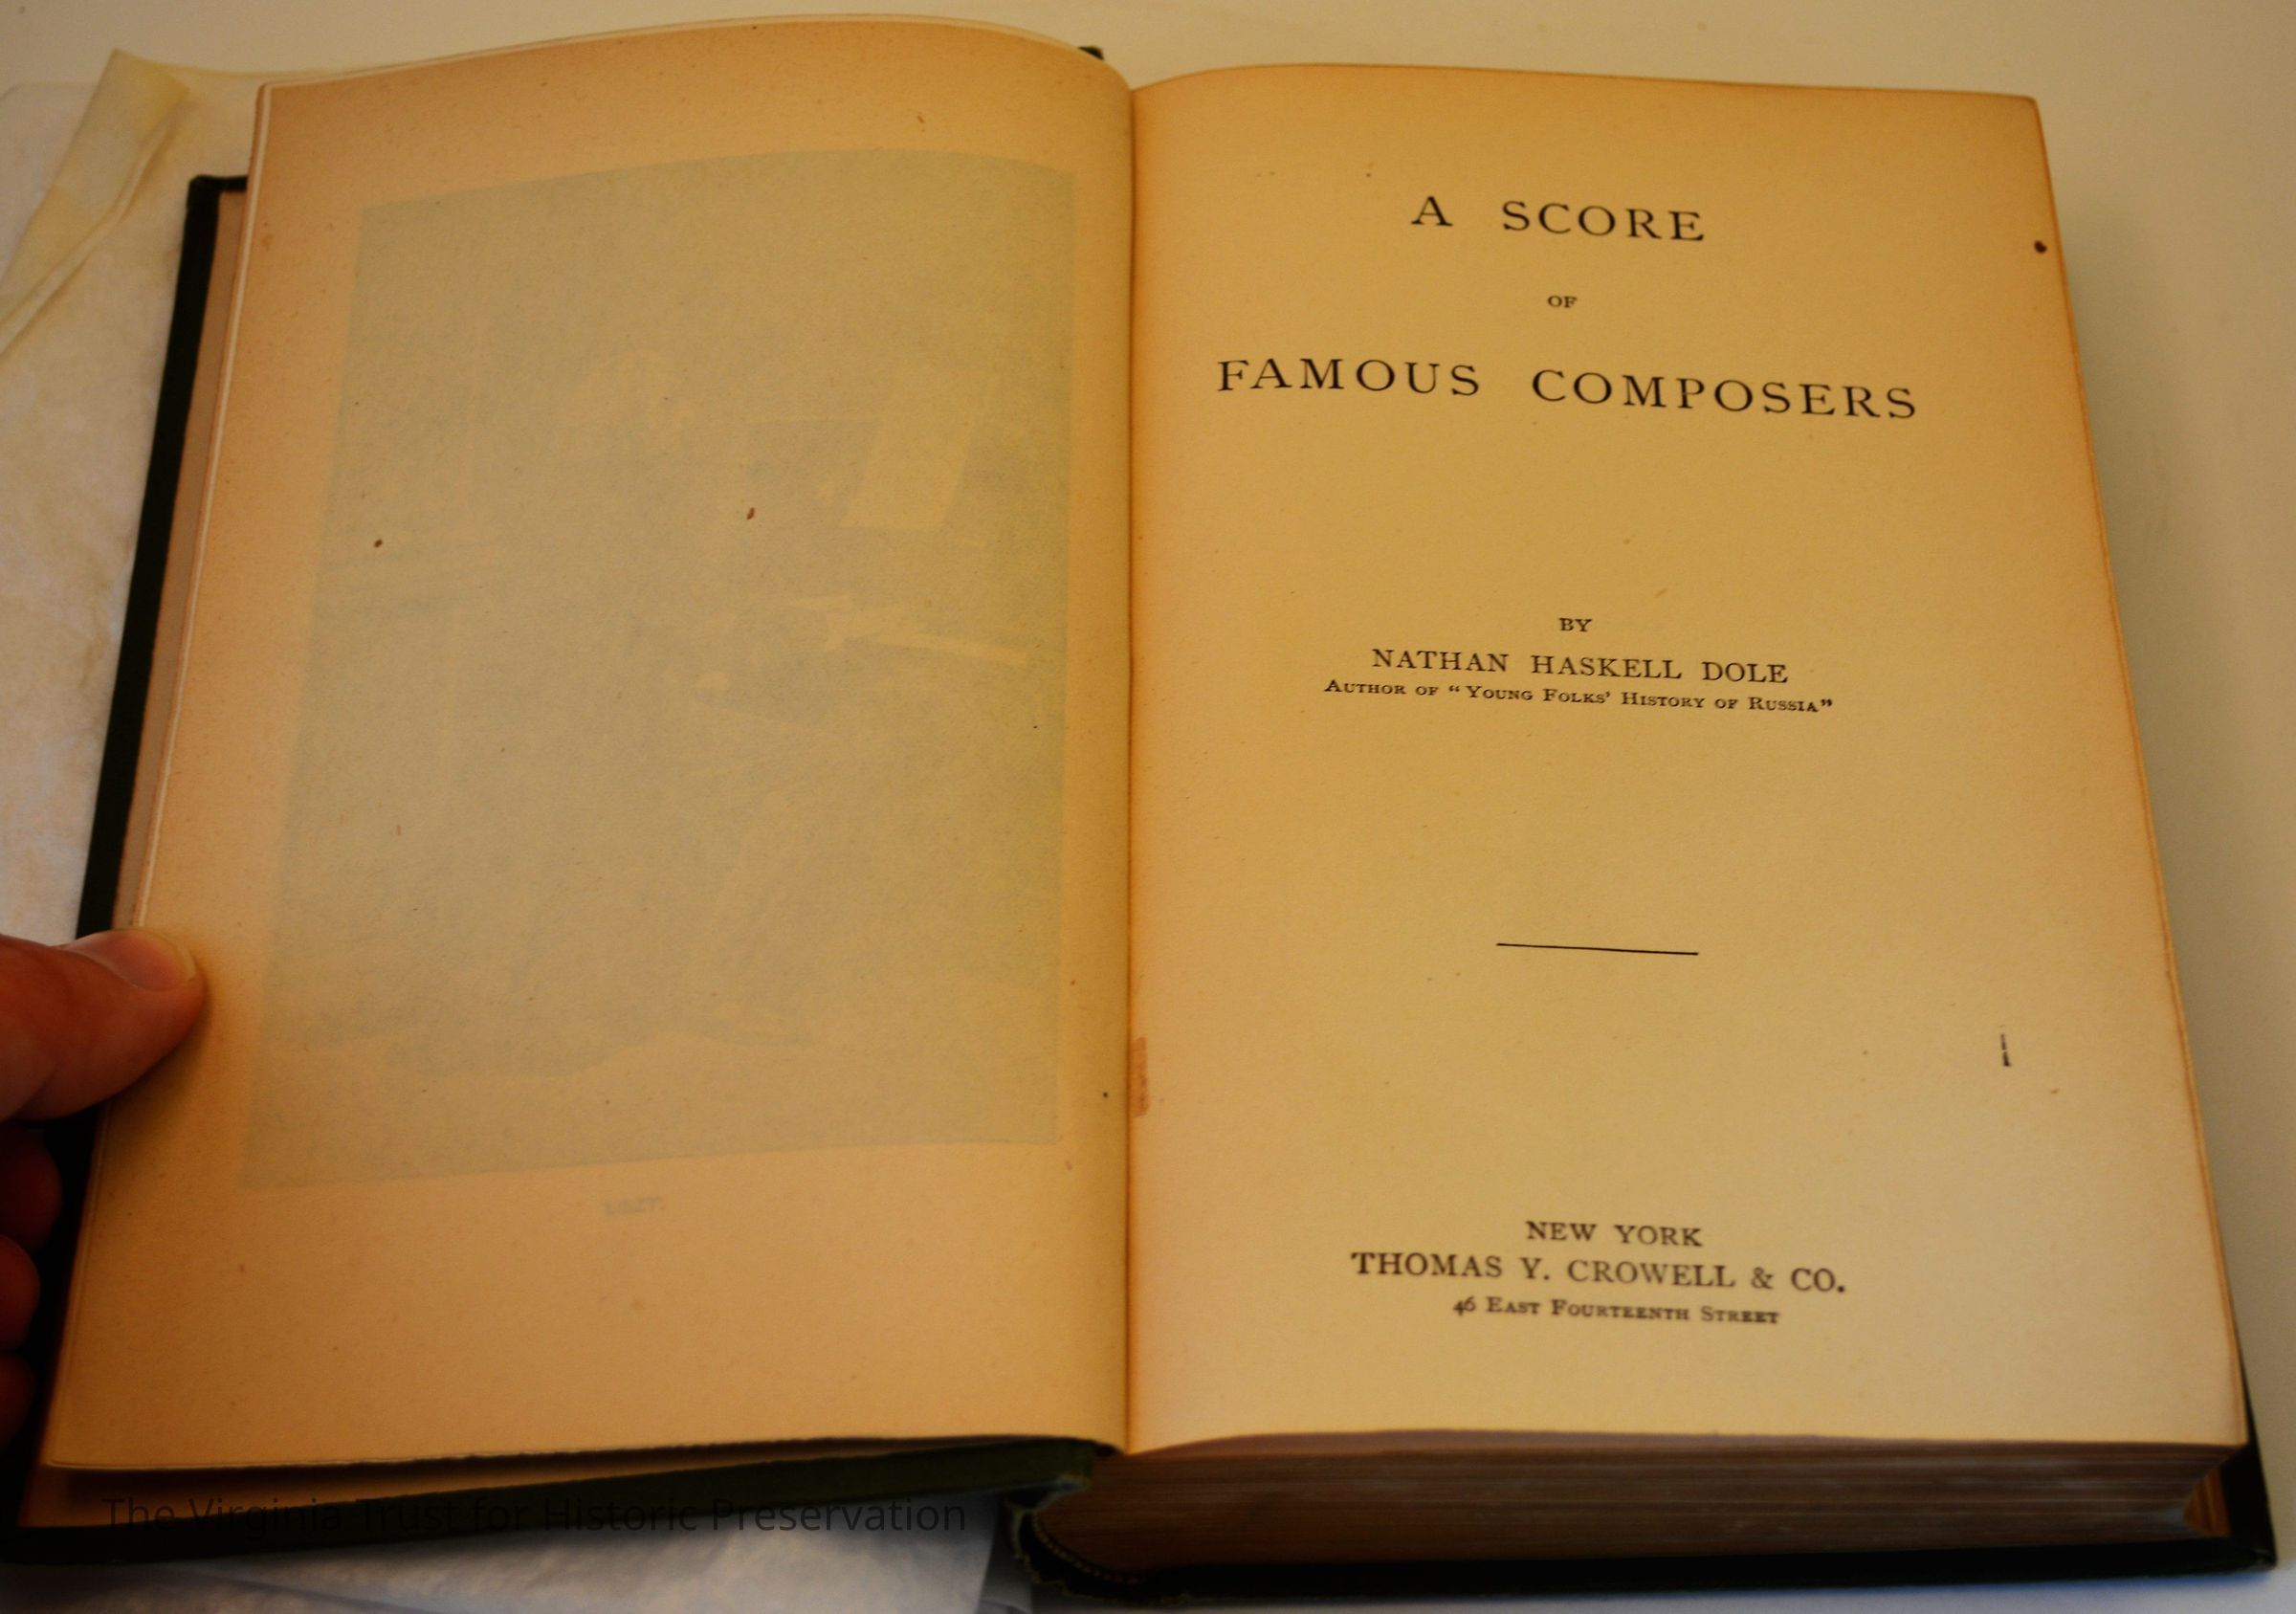 A SCORE
OF
FAMOUS COMPOSERS
BY
NATHAN HASKELL DOLE
AUTHOR OF “YOUNG FOLKS’ HISTORY OF RUSSIA”
NEW YORK
THOMAS Y. CROWELL & CO.
46 EAST FOURTEENTH STREET
The Virginia Trust for Historic Preservation